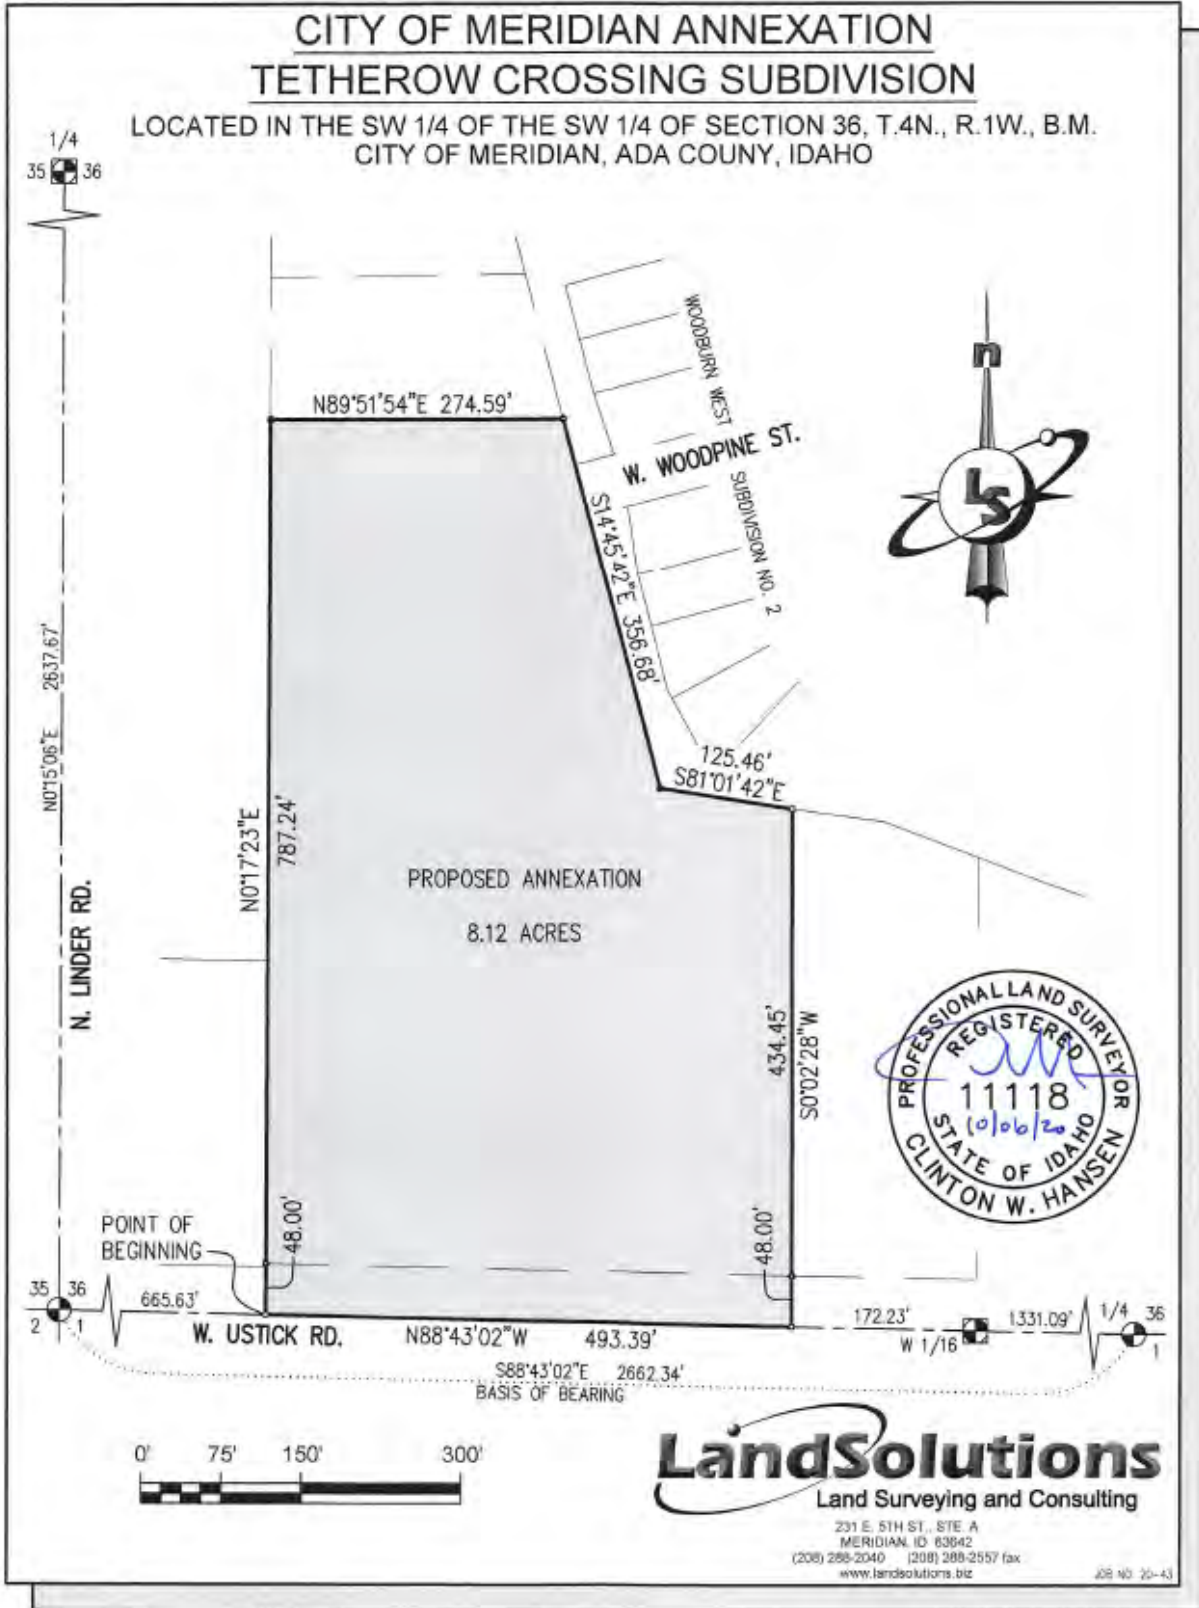 CITY OF MERIDIAN ANNEXATION
TETHEROW CROSSING SUBDIVISION
LOCATED IN THE SW 1/4 OF THE SW 1/4 OF SECTION 36, T.4N., R.1W., B.M.
CITY OF MERIDIAN, ADA COUNY, IDAHO
1/4
35 36
WOODBURN WEST
SUBDIVISION NO. 2
W. WOODPINE ST.
n
LS
N89°51'54"E 274.59'
S14°45'42"E 356.68'
125.46'
S81°01'42"E
N0°15'06"E 2637.67'
N. LINDER RD.
N0°17'23"E
787.24'
PROPOSED ANNEXATION
8.12 ACRES
434.45'
S0°02'28"W
PROFESSIONAL LAND SURVEYOR
REGISTERED
11118
10/06/20
STATE OF IDAHO
CLINTON W. HANSEN
POINT OF
BEGINNING
48.00'
48.00'
35 36
2 1
665.63'
W. USTICK RD.
N88°43'02"W 493.39'
172.23'
W 1/16
1331.09'
1/4 36
1
S88°43'02"E 2662.34'
BASIS OF BEARING
0' 75' 150' 300'
LandSolutions
Land Surveying and Consulting
231 E. 5TH ST., STE. A
MERIDIAN, ID 83642
(208) 288-2040 (208) 288-2557 fax
www.landsolutions.biz
JOB NO. 20-43